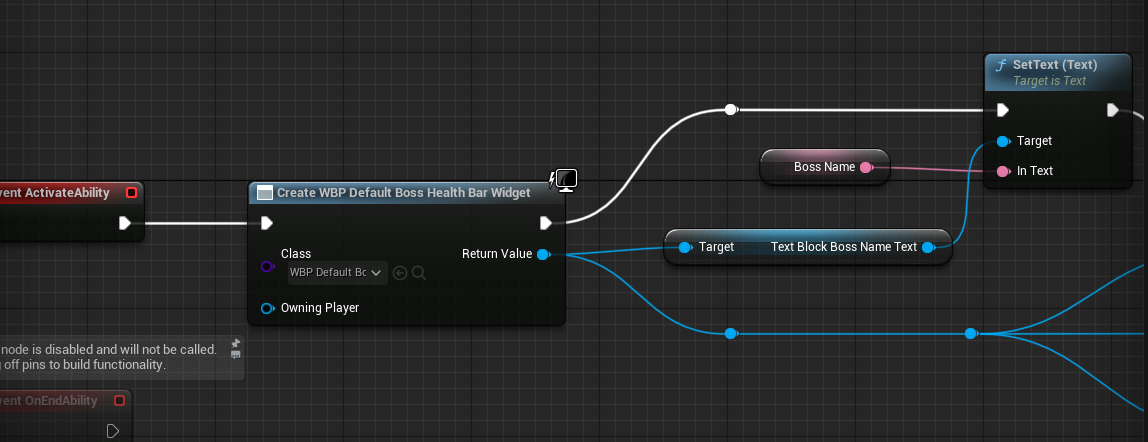 SetText (Text)
Target is Text
Target
In Text
Boss Name
vent ActivateAbility
Create WBP Default Boss Health Bar Widget
Class
Return Value
WBP Default Bo
Owning Player
Target
Text Block Boss Name Text
node is disabled and will not be called.
off pins to build functionality.
vent OnEndAbility